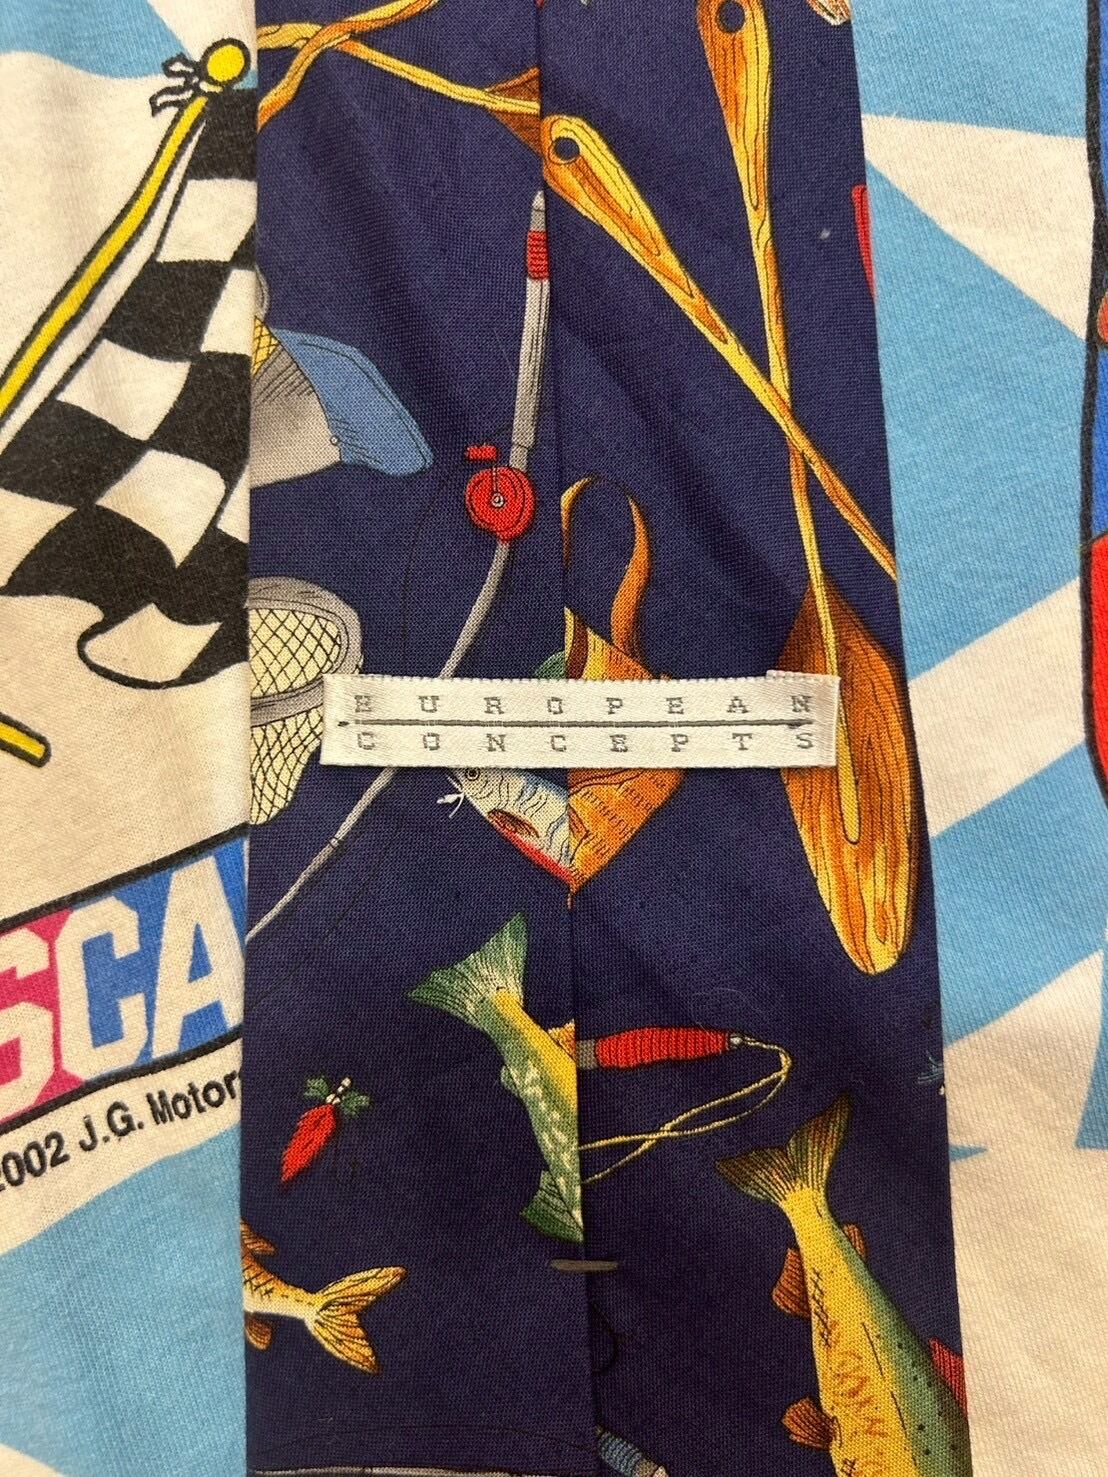 EUROPEAN
CONCEPTS
SCA
2002 J.G. Motor